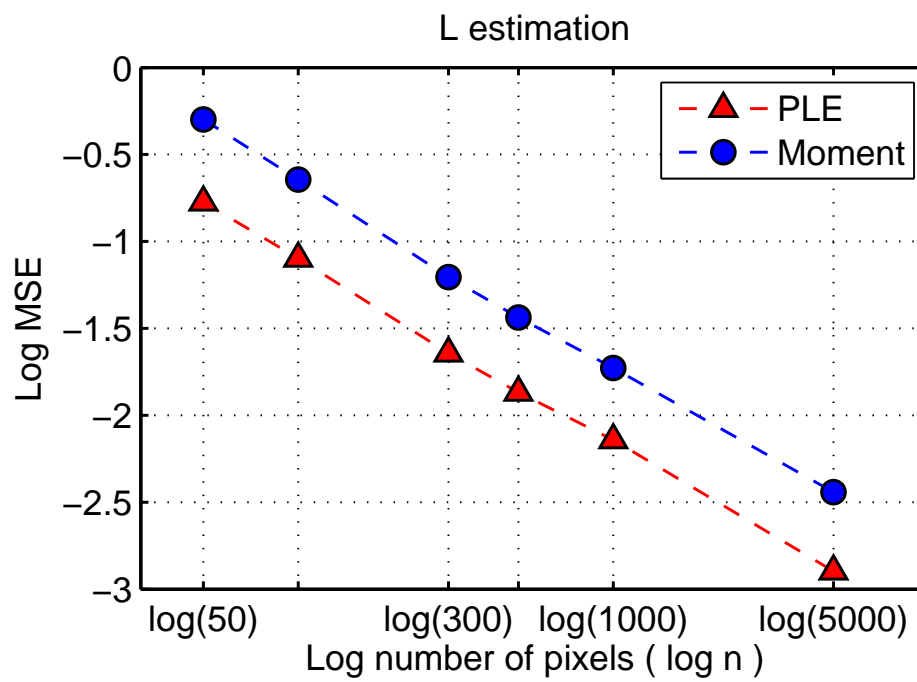 L estimation
0
−0.5
−1
−1.5
−2
−2.5
−3
Log MSE
PLE
Moment
log(50) log(300) log(1000) log(5000)
Log number of pixels ( log n )